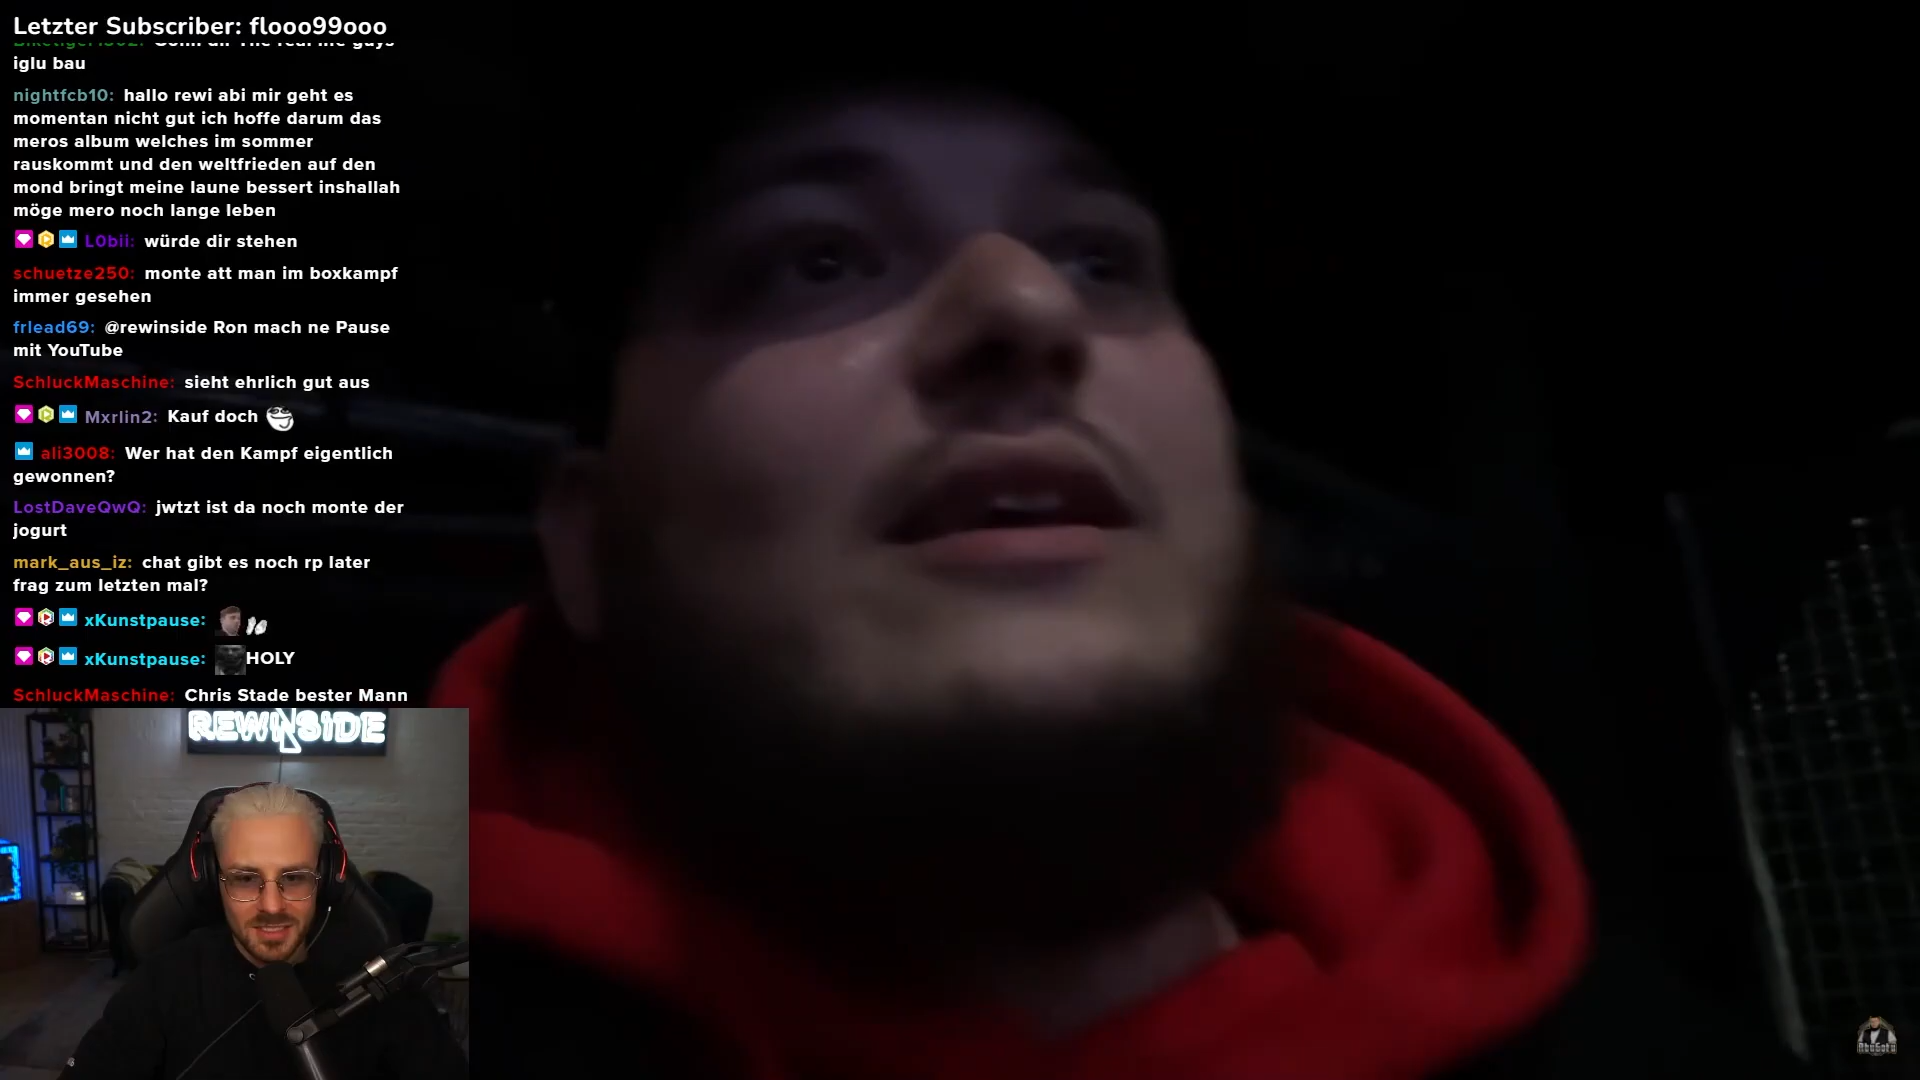 Letzter Subscriber: flooo99ooo
iglu bau
nightfcb10: hallo rewi abi mir geht es
momentan nicht gut ich hoffe darum das
meros album welches im sommer
rauskommt und den weltfrieden auf den
mond bringt meine laune bessert inshallah
möge mero noch lange leben
L0bii: würde dir stehen
schuetze250: monte att man im boxkampf
immer gesehen
frlead69: @rewinside Ron mach ne Pause
mit YouTube
SchluckMaschine: sieht ehrlich gut aus
Mxrlin2: Kauf doch
ali3008: Wer hat den Kampf eigentlich
gewonnen?
LostDaveQwQ: jwtzt ist da noch monte der
jogurt
mark_aus_iz: chat gibt es noch rp later
frag zum letzten mal?
xKunstpause:
xKunstpause: HOLY
SchluckMaschine: Chris Stade bester Mann
REWINSIDE